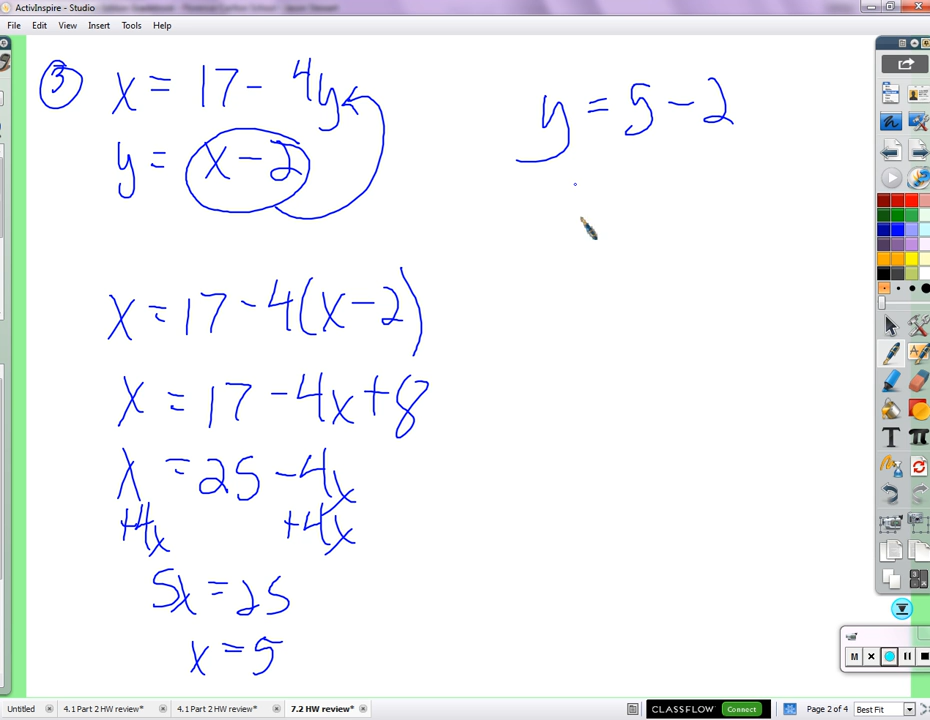 ActivInspire - Studio
File Edit View Insert Tools Help
③ x = 17 - 4y
y = x - 2
x = 17 - 4(x - 2)
x = 17 - 4x + 8
x = 25 - 4x
+4x +4x
5x = 25
x = 5
y = 5 - 2
M
Untitled 4.1 Part 2 HW review* 4.1 Part 2 HW review* 7.2 HW review* CLASSFLOW Connect Page 2 of 4 Best Fit